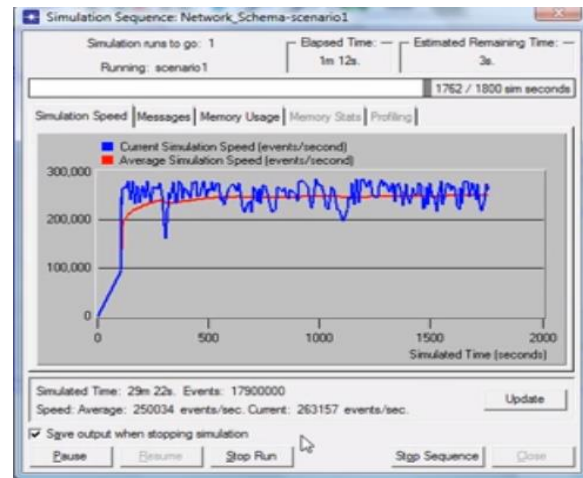 Simulation Sequence: Network_Schema-scenario1
Simulation runs to go: 1
Running: scenario1
Elapsed Time:
1m 12s.
Estimated Remaining Time:
3s.
1762 / 1800 sim seconds
Simulation Speed Messages Memory Usage Memory Stats Profiling
Current Simulation Speed (events/second)
Average Simulation Speed (events/second)
300,000
200,000
100,000
0
0 500 1000 1500 2000
Simulated Time (seconds)
Simulated Time: 29m 22s. Events: 17900000
Speed: Average: 250034 events/sec. Current: 263157 events/sec.
Update
Save output when stopping simulation
Pause Resume Stop Run Stop Sequence Close